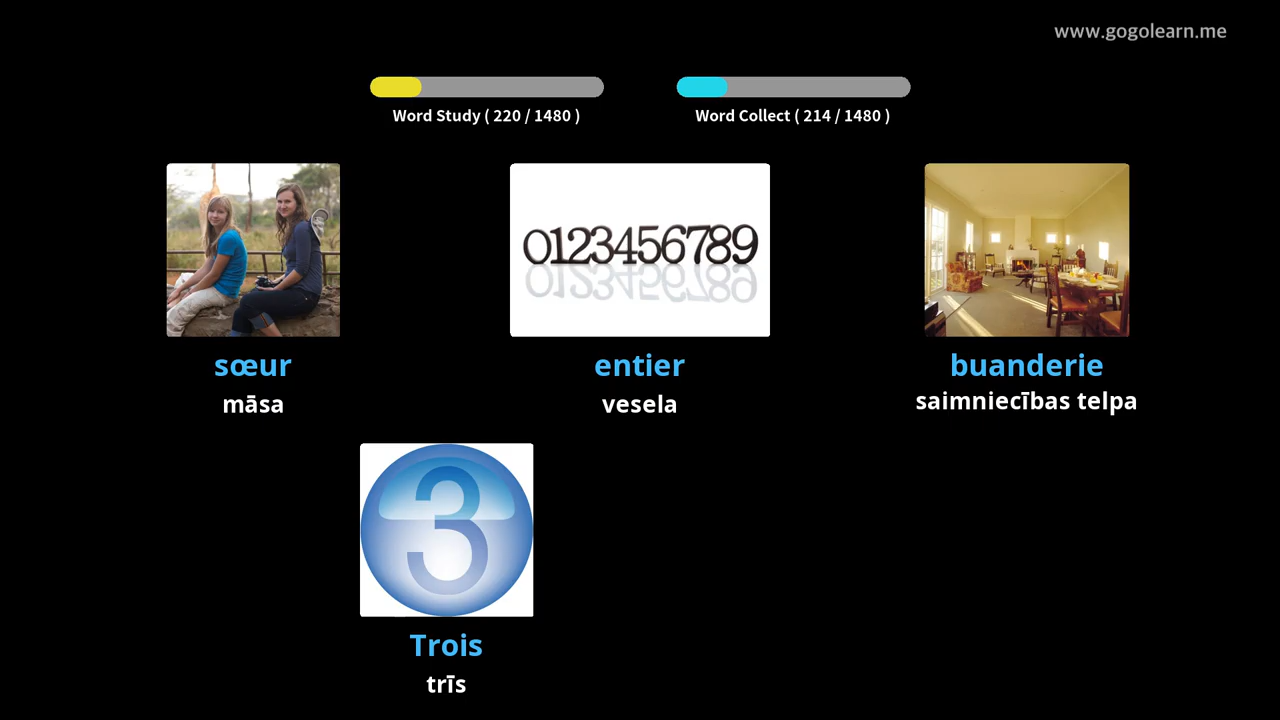 www.gogolearn.me
Word Study ( 220 / 1480 )
Word Collect ( 214 / 1480 )
0123456789
sœur
entier
buanderie
māsa
vesela
saimniecības telpa
3
Trois
trīs